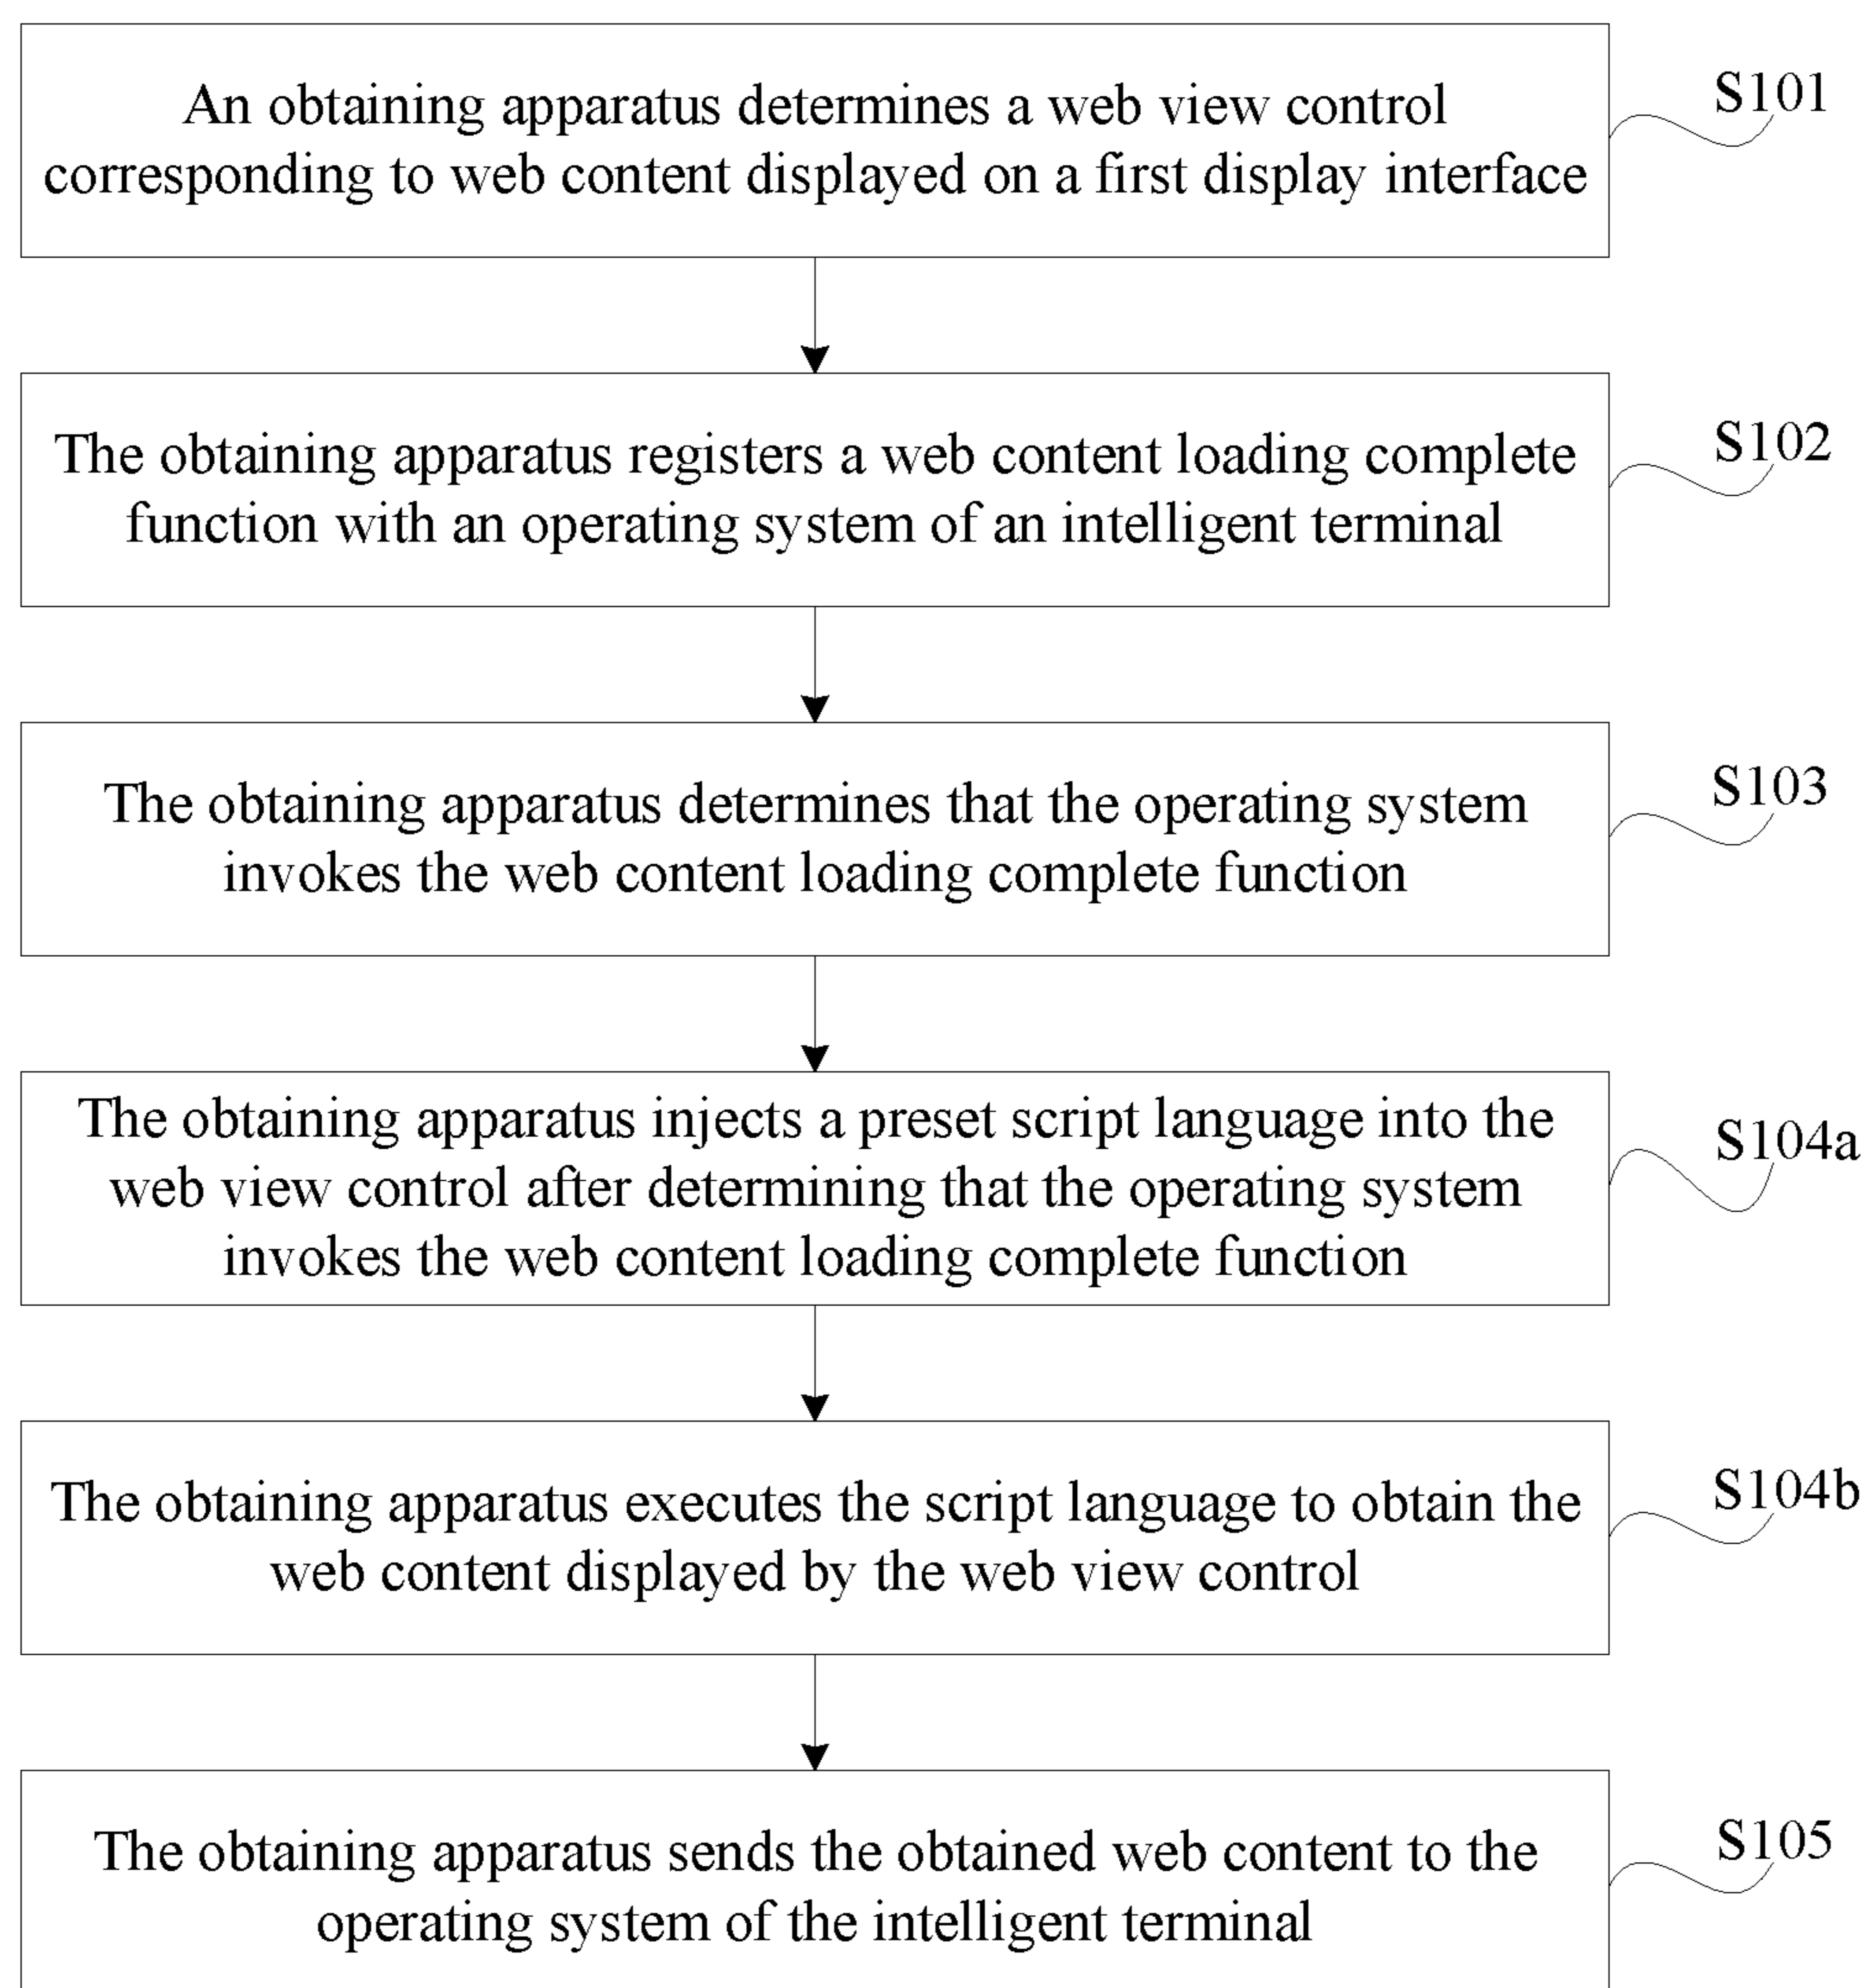 An obtaining apparatus determines a web view control
corresponding to web content displayed on a first display interface
S101
The obtaining apparatus registers a web content loading complete
function with an operating system of an intelligent terminal
S102
The obtaining apparatus determines that the operating system
invokes the web content loading complete function
S103
The obtaining apparatus injects a preset script language into the
web view control after determining that the operating system
invokes the web content loading complete function
S104a
The obtaining apparatus executes the script language to obtain the
web content displayed by the web view control
S104b
The obtaining apparatus sends the obtained web content to the
operating system of the intelligent terminal
S105